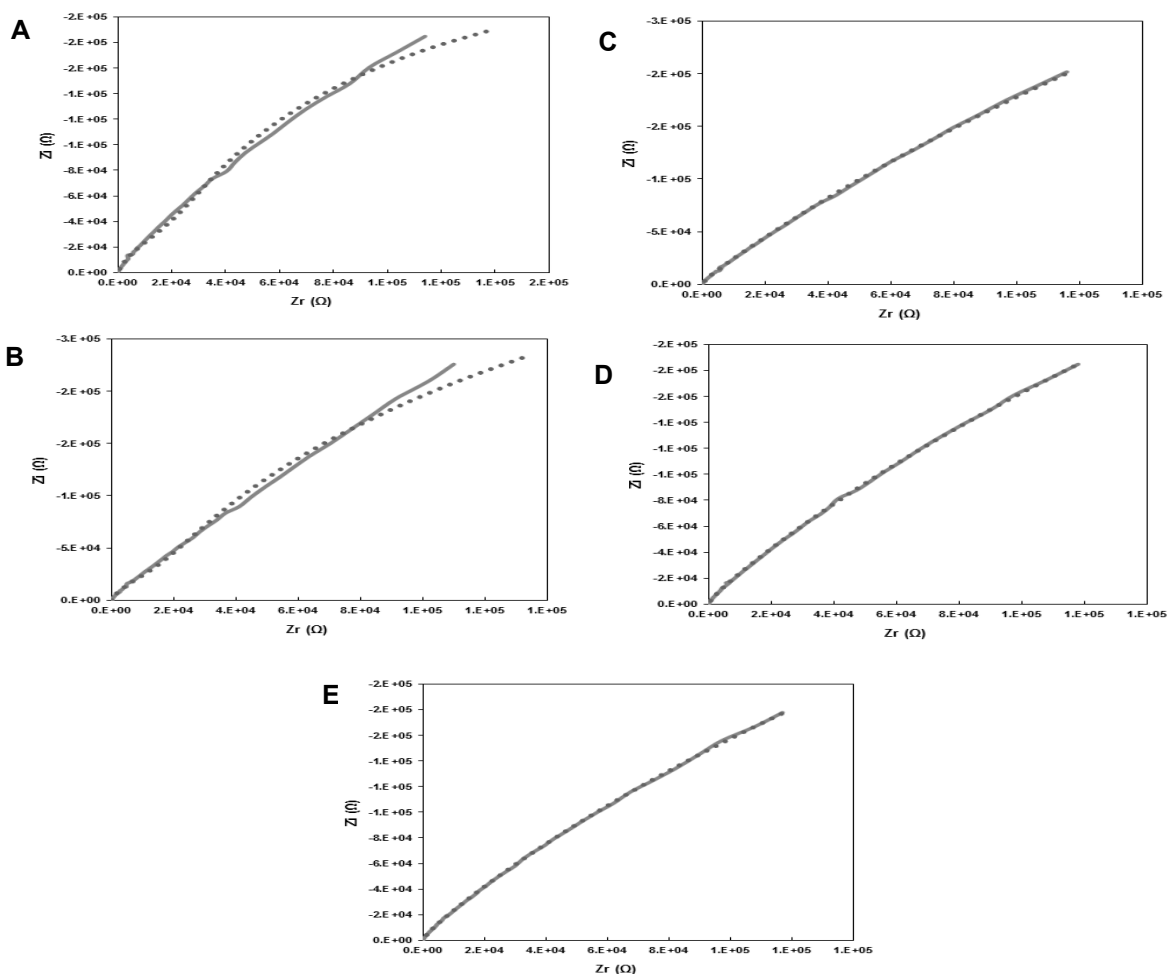 A
-2.E +05
-2.E +05
-2.E +05
-1.E +05
-1.E +05
-1.E +05
-8.E +04
-6.E +04
-4.E +04
-2.E +04
0.E+00
Zi (Ω)
0.E+00 2.E+04 4.E+04 6.E+04 8.E+04 1.E+05 1.E+05 1.E+05 2.E+05
Zr (Ω)
C
-3.E +05
-2.E +05
-2.E +05
-1.E +05
-5.E +04
0.E+00
Zi (Ω)
0.E+00 2.E+04 4.E+04 6.E+04 8.E+04 1.E+05 1.E+05 1.E+05
Zr (Ω)
B
-3.E +05
-2.E +05
-2.E +05
-1.E +05
-5.E +04
0.E+00
Zi (Ω)
0.E+00 2.E+04 4.E+04 6.E+04 8.E+04 1.E+05 1.E+05 1.E+05
Zr (Ω)
D
-2.E +05
-2.E +05
-2.E +05
-1.E +05
-1.E +05
-1.E +05
-8.E +04
-6.E +04
-4.E +04
-2.E +04
0.E+00
Zi (Ω)
0.E+00 2.E+04 4.E+04 6.E+04 8.E+04 1.E+05 1.E+05 1.E+05
Zr (Ω)
E
-2.E +05
-2.E +05
-2.E +05
-1.E +05
-1.E +05
-1.E +05
-8.E +04
-6.E +04
-4.E +04
-2.E +04
0.E+00
Zi (Ω)
0.E+00 2.E+04 4.E+04 6.E+04 8.E+04 1.E+05 1.E+05 1.E+05
Zr (Ω)